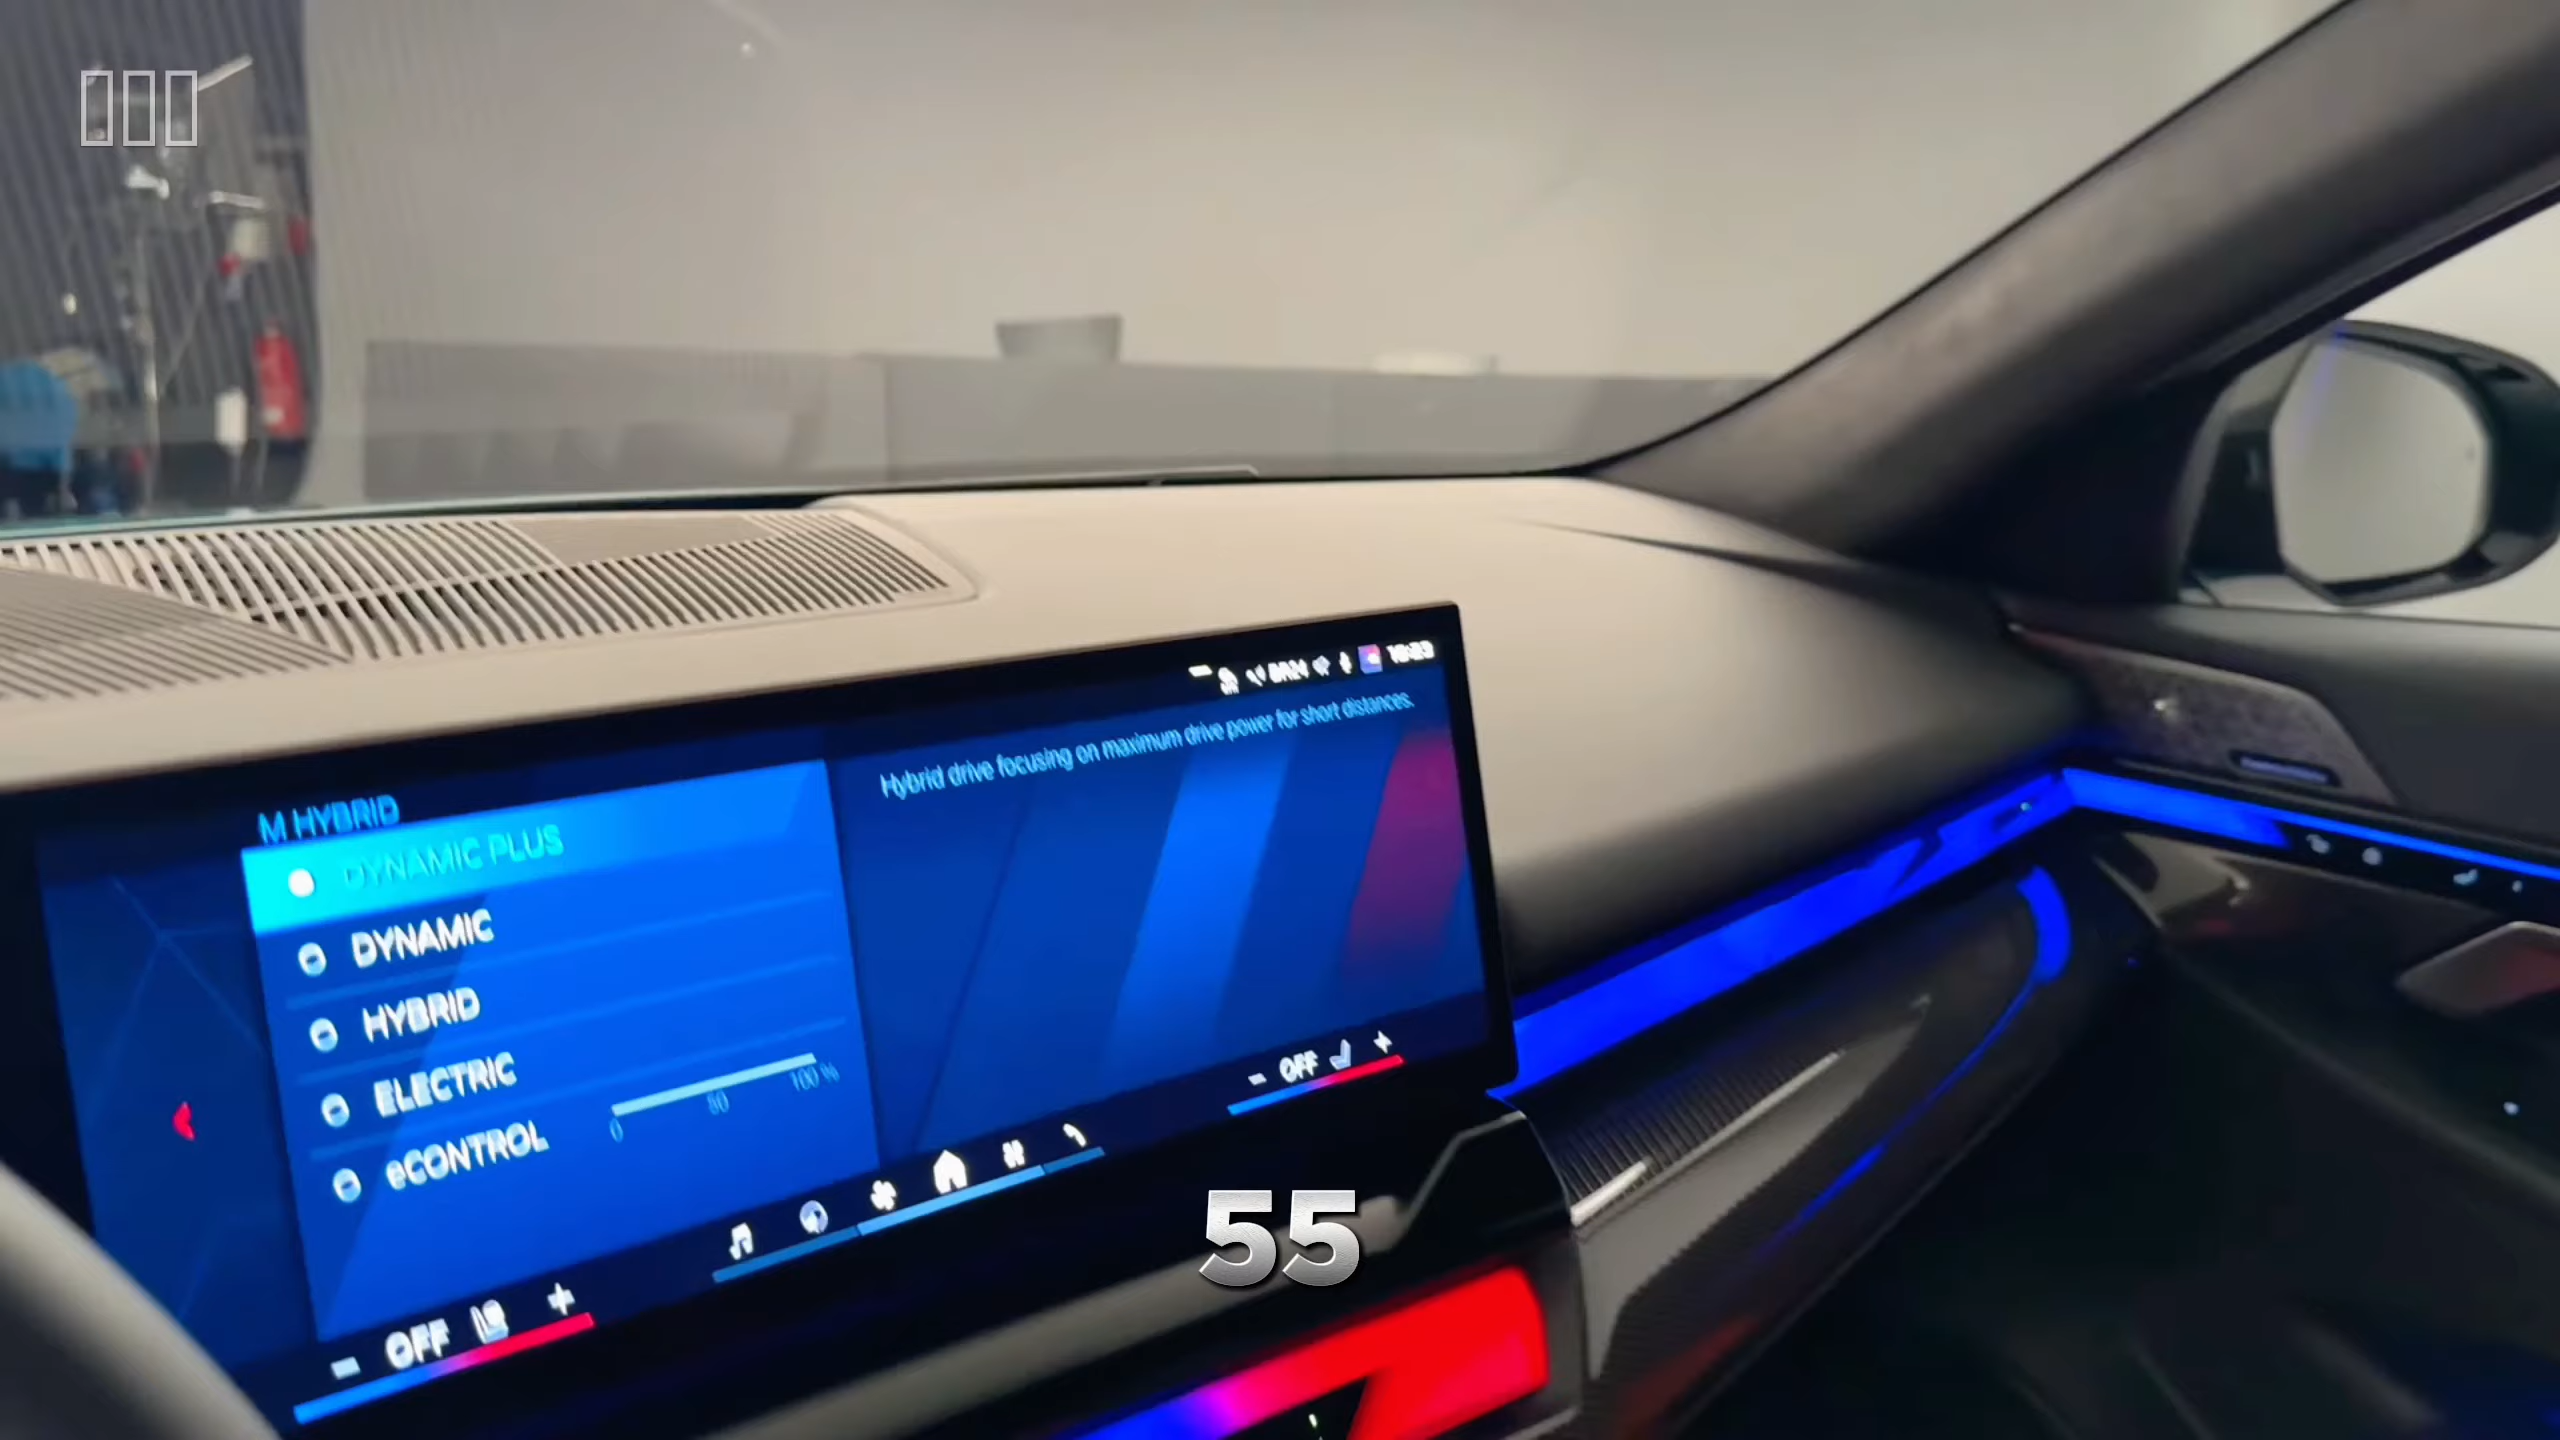 Hybrid drive focusing on maximum drive power for short distances.
M HYBRID
DYNAMIC PLUS
DYNAMIC
HYBRID
ELECTRIC
eCONTROL
0 50 100 %
OFF
OFF
55